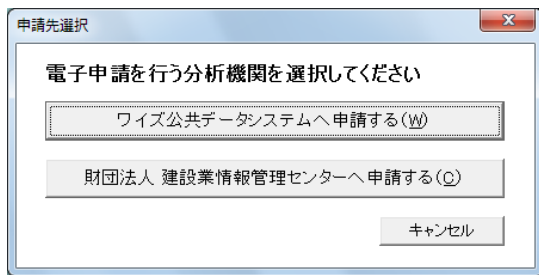 申請先選択
電子申請を行う分析機関を選択してください
ワイズ公共データシステムへ申請する(W)
財団法人 建設業情報管理センターへ申請する(C)
キャンセル